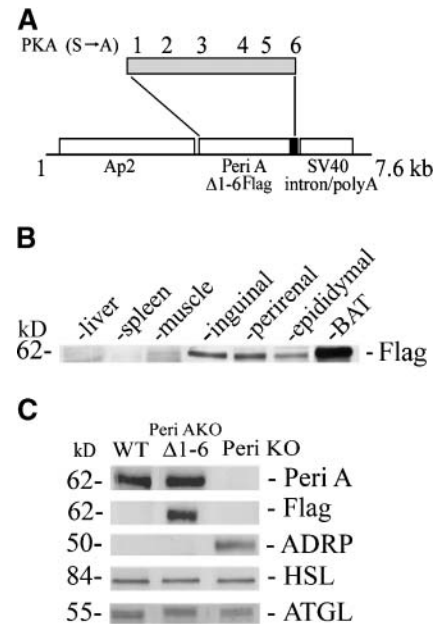 A
PKA (S→A) 1 2 3 4 5 6
1 Ap2 Peri A Δ1-6Flag SV40 intron/polyA 7.6 kb
B
kD -liver -spleen -muscle -inguinal -perirenal -epididymal -BAT
62- - Flag
C
kD WT Peri AKO Δ1-6 Peri KO
62- - Peri A
62- - Flag
50- - ADRP
84- - HSL
55- - ATGL